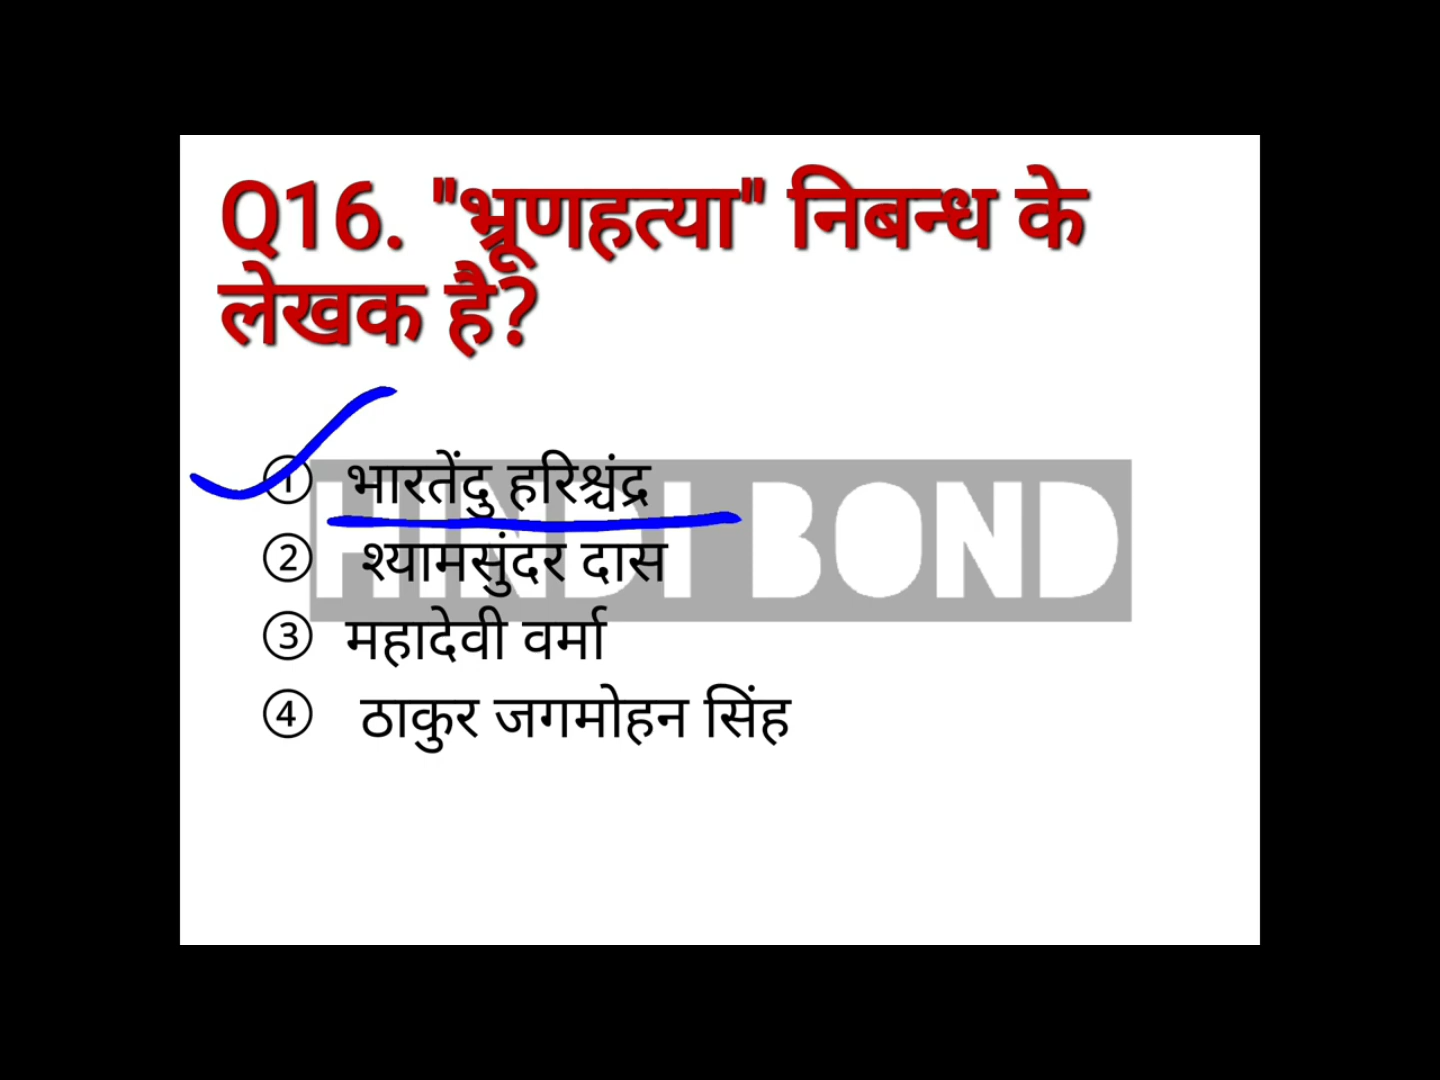 Q16. "भ्रूणहत्या" निबन्ध के
लेखक है?
① भारतेंदु हरिश्चंद्र
② श्यामसुंदर दास
③ महादेवी वर्मा
④ ठाकुर जगमोहन सिंह
HINDI BOND